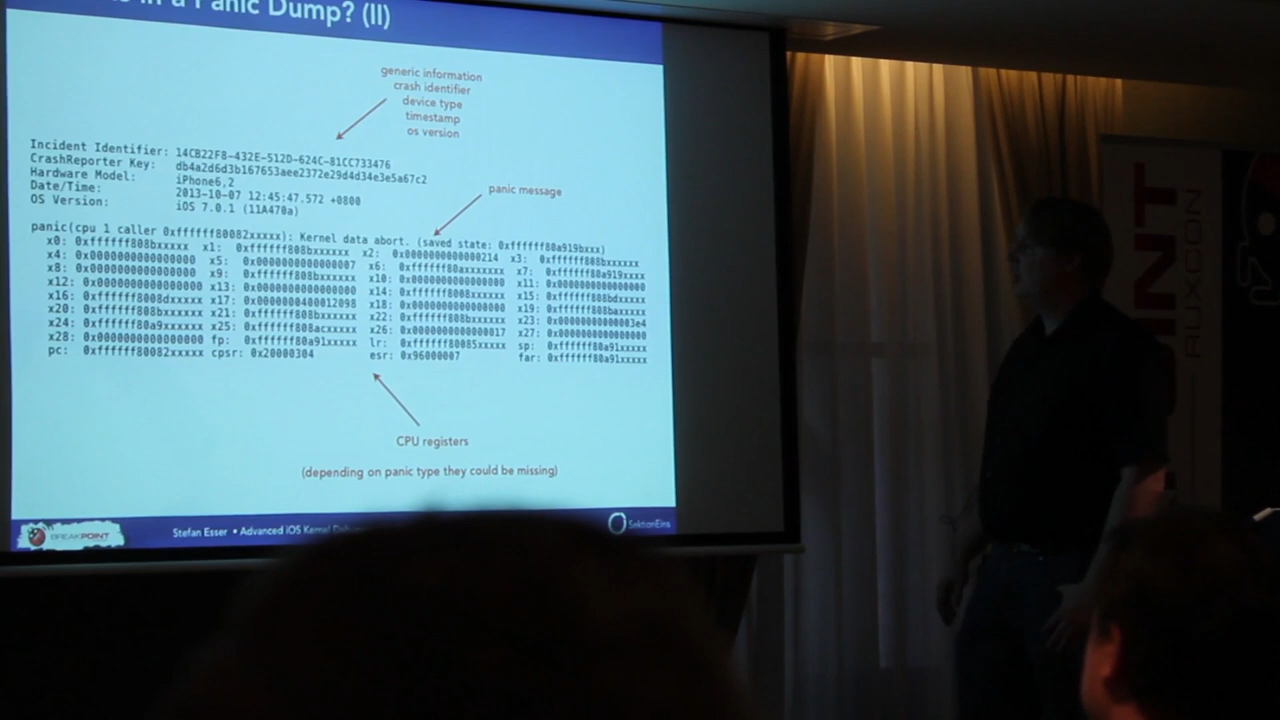 in a Panic Dump? (II)
generic information
crash identifier
device type
timestamp
os version
Incident Identifier: 14CB22F8-432E-512D-624C-81CC733476
CrashReporter Key: db4a2d6d3b167653aee2372e29d4d34e3e5a67c2
Hardware Model: iPhone6,2
Date/Time: 2013-10-07 12:45:47.572 +0800
OS Version: iOS 7.0.1 (11A470a)
panic message
panic(cpu 1 caller 0xffffff80082xxxxx): Kernel data abort. (saved state: 0xffffff80a919bxxx)
x0: 0xffffff808bxxxxx x1: 0xffffff808bxxxxxx x2: 0x0000000000000214 x3: 0xffffff808bxxxxxx
x4: 0x0000000000000000 x5: 0x0000000000000007 x6: 0xffffff80axxxxxxx x7: 0xffffff80a919xxxx
x8: 0x0000000000000000 x9: 0xffffff808bxxxxxx x10: 0x0000000000000000 x11: 0x0000000000000000
x12: 0x0000000000000000 x13: 0x0000000000000000 x14: 0xffffff8008xxxxxx x15: 0xffffff808bdxxxxx
x16: 0xffffff8008dxxxxx x17: 0x0000000400012098 x18: 0x0000000000000000 x19: 0xffffff808baxxxxx
x20: 0xffffff808bxxxxxx x21: 0xffffff808bxxxxxx x22: 0xffffff808bxxxxxx x23: 0x00000000000003e4
x24: 0xffffff80a9xxxxxx x25: 0xffffff808acxxxxx x26: 0x0000000000000017 x27: 0x0000000000000000
x28: 0x0000000000000000 fp: 0xffffff80a91xxxxx lr: 0xffffff80085xxxxx sp: 0xffffff80a91xxxxx
pc: 0xffffff80082xxxxx cpsr: 0x20000304 esr: 0x96000007 far: 0xffffff80a91xxxxx
CPU registers
(depending on panic type they could be missing)
BREAKPOINT
Stefan Esser • Advanced iOS Kernel
SektionEins
INT
RUXCON